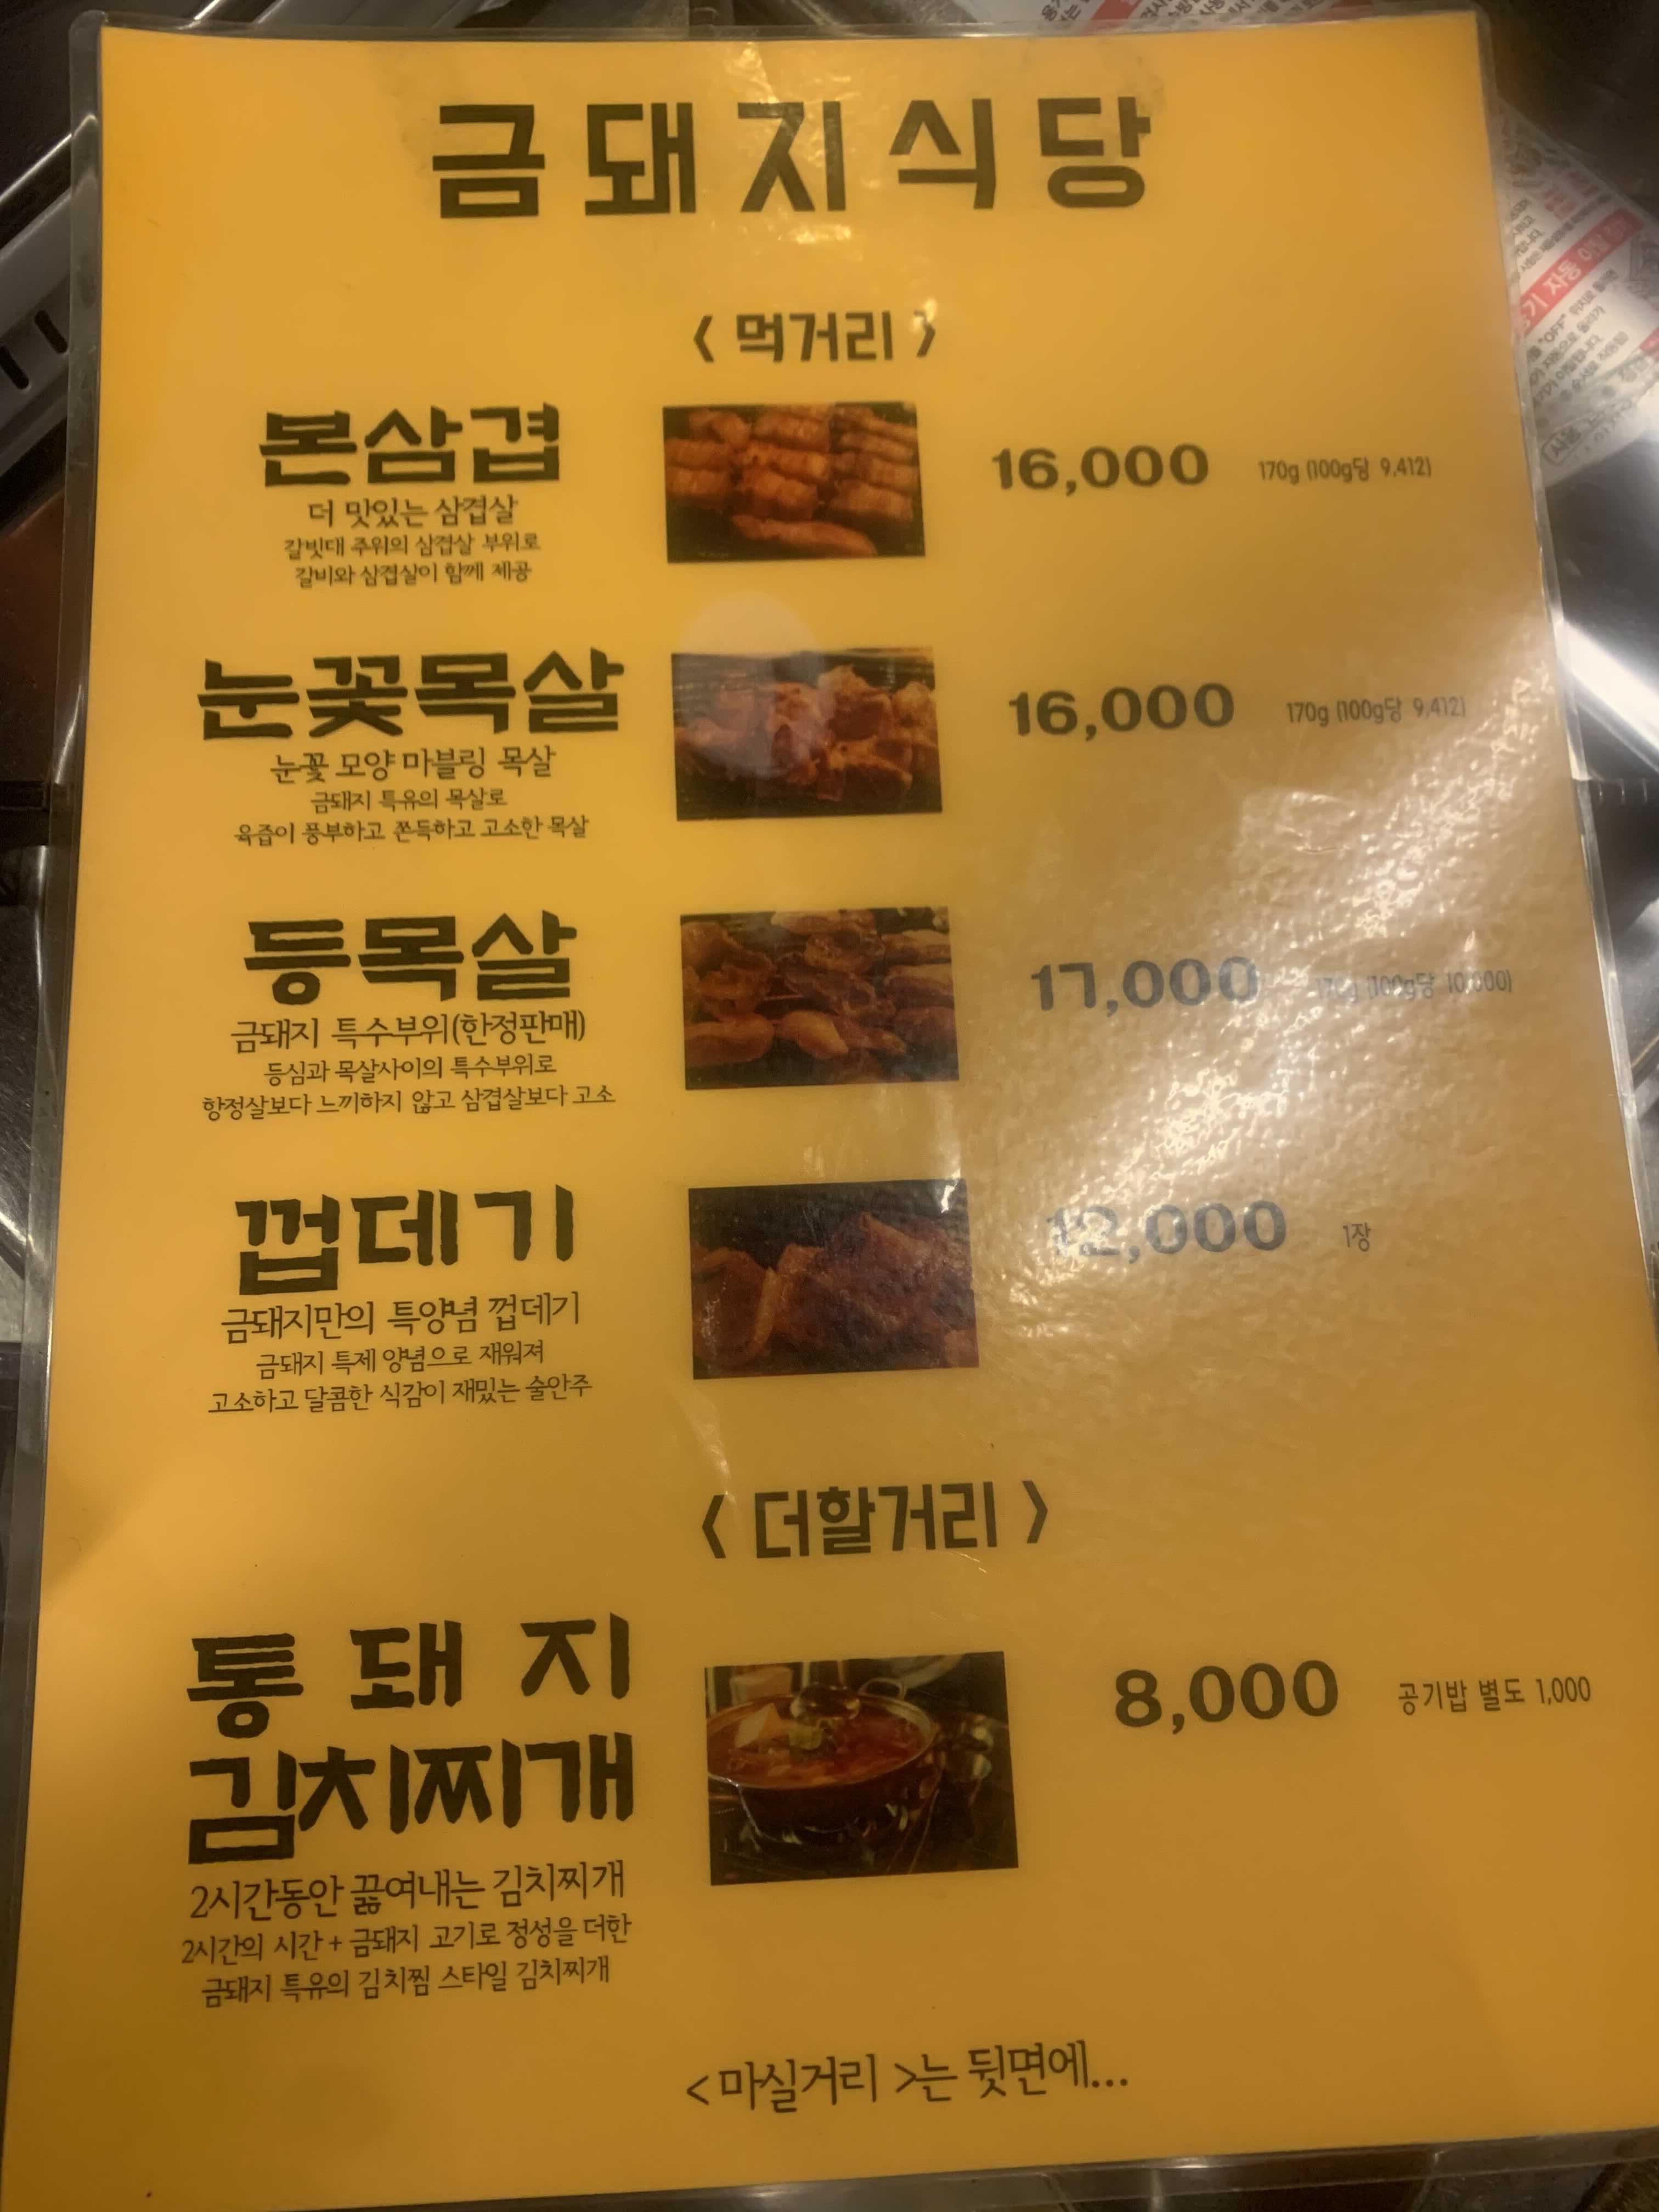 금돼지식당
< 먹거리 >
본삼겹
더 맛있는 삼겹살
갈빗대 주위의 삼겹살 부위로
갈비와 삼겹살이 함께 제공
16,000 170g (100g당 9,412)
눈꽃목살
눈꽃 모양 마블링 목살
금돼지 특유의 목살로
육즙이 풍부하고 쫀득하고 고소한 목살
16,000 170g (100g당 9,412)
등목살
금돼지 특수부위(한정판매)
등심과 목살사이의 특수부위로
항정살보다 느끼하지 않고 삼겹살보다 고소
17,000 170g (100g당 10,000)
껍데기
금돼지만의 특양념 껍데기
금돼지 특제 양념으로 재워져
고소하고 달콤한 식감이 재밌는 술안주
12,000 1장
< 더할거리 >
통돼지
김치찌개
2시간동안 끓여내는 김치찌개
2시간의 시간 + 금돼지 고기로 정성을 더한
금돼지 특유의 김치찜 스타일 김치찌개
8,000 공기밥 별도 1,000
< 마실거리 >는 뒷면에...